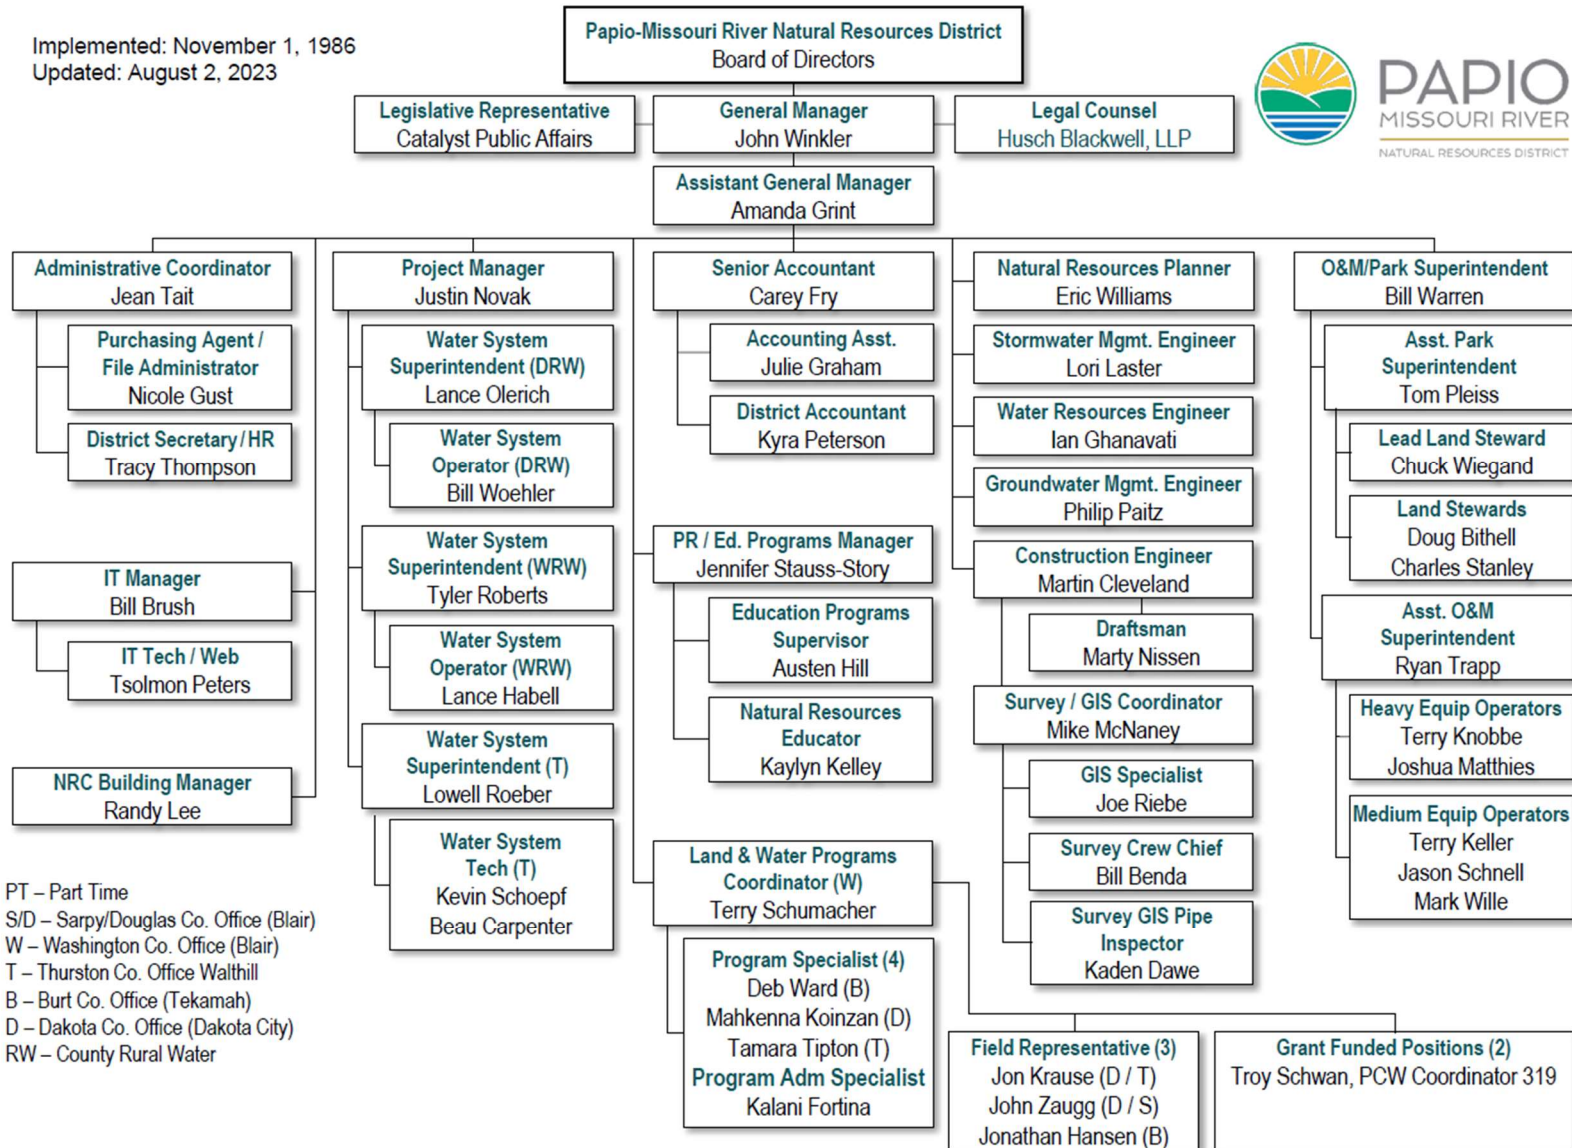 Implemented: November 1, 1986
Updated: August 2, 2023
Papio-Missouri River Natural Resources District
Board of Directors
PAPIO
MISSOURI RIVER
NATURAL RESOURCES DISTRICT
Legislative Representative
Catalyst Public Affairs
General Manager
John Winkler
Legal Counsel
Husch Blackwell, LLP
Assistant General Manager
Amanda Grint
Administrative Coordinator
Jean Tait
Purchasing Agent /
File Administrator
Nicole Gust
District Secretary / HR
Tracy Thompson
IT Manager
Bill Brush
IT Tech / Web
Tsolmon Peters
NRC Building Manager
Randy Lee
Project Manager
Justin Novak
Water System
Superintendent (DRW)
Lance Olerich
Water System
Operator (DRW)
Bill Woehler
Water System
Superintendent (WRW)
Tyler Roberts
Water System
Operator (WRW)
Lance Habell
Water System
Superintendent (T)
Lowell Roeber
Water System
Tech (T)
Kevin Schoepf
Beau Carpenter
Senior Accountant
Carey Fry
Accounting Asst.
Julie Graham
District Accountant
Kyra Peterson
PR / Ed. Programs Manager
Jennifer Stauss-Story
Education Programs
Supervisor
Austen Hill
Natural Resources
Educator
Kaylyn Kelley
Land & Water Programs
Coordinator (W)
Terry Schumacher
Program Specialist (4)
Deb Ward (B)
Mahkenna Koinzan (D)
Tamara Tipton (T)
Program Adm Specialist
Kalani Fortina
Natural Resources Planner
Eric Williams
Stormwater Mgmt. Engineer
Lori Laster
Water Resources Engineer
Ian Ghanavati
Groundwater Mgmt. Engineer
Philip Paitz
Construction Engineer
Martin Cleveland
Draftsman
Marty Nissen
Survey / GIS Coordinator
Mike McNaney
GIS Specialist
Joe Riebe
Survey Crew Chief
Bill Benda
Survey GIS Pipe
Inspector
Kaden Dawe
Field Representative (3)
Jon Krause (D / T)
John Zaugg (D / S)
Jonathan Hansen (B)
Grant Funded Positions (2)
Troy Schwan, PCW Coordinator 319
O&M/Park Superintendent
Bill Warren
Asst. Park
Superintendent
Tom Pleiss
Lead Land Steward
Chuck Wiegand
Land Stewards
Doug Bithell
Charles Stanley
Asst. O&M
Superintendent
Ryan Trapp
Heavy Equip Operators
Terry Knobbe
Joshua Matthies
Medium Equip Operators
Terry Keller
Jason Schnell
Mark Wille
PT – Part Time
S/D – Sarpy/Douglas Co. Office (Blair)
W – Washington Co. Office (Blair)
T – Thurston Co. Office Walthill
B – Burt Co. Office (Tekamah)
D – Dakota Co. Office (Dakota City)
RW – County Rural Water